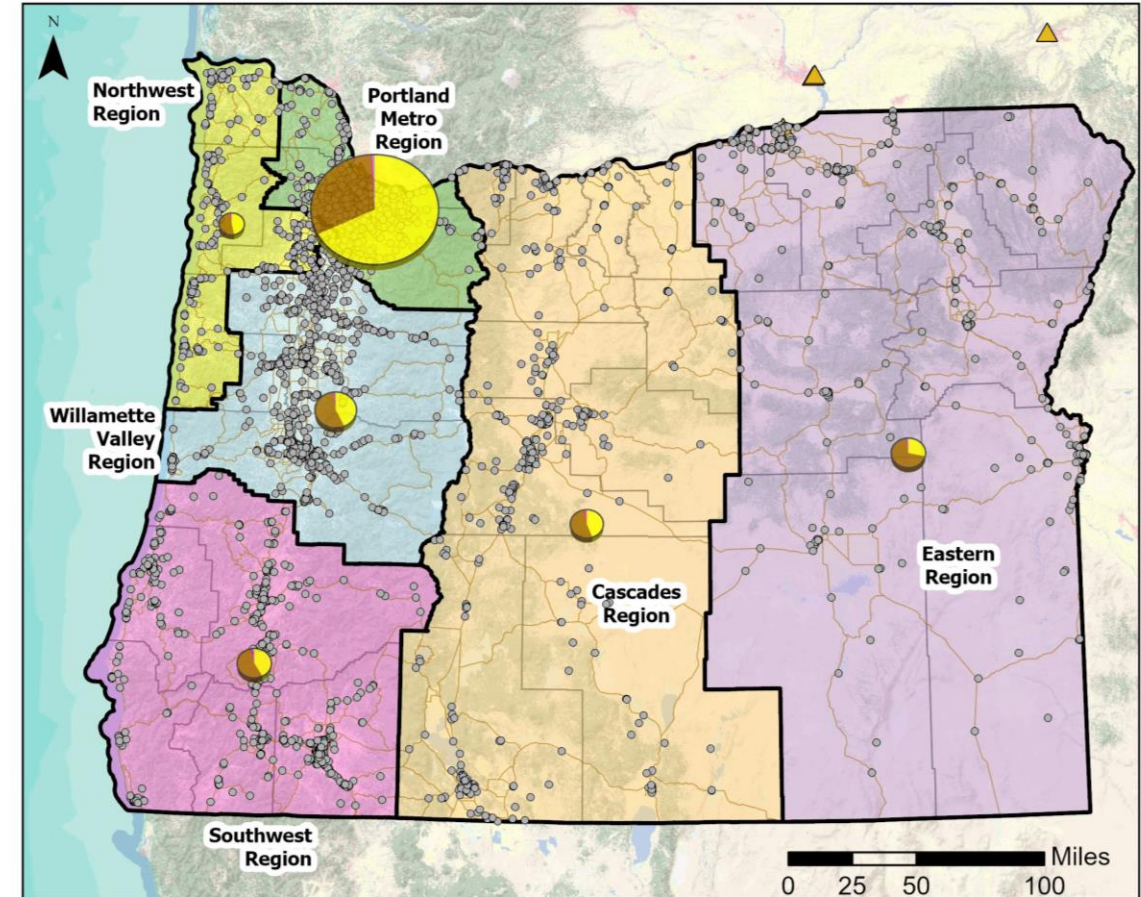 N
Northwest
Region
Portland
Metro
Region
Willamette
Valley
Region
Eastern
Region
Cascades
Region
Southwest
Region
Miles
0 25 50 100